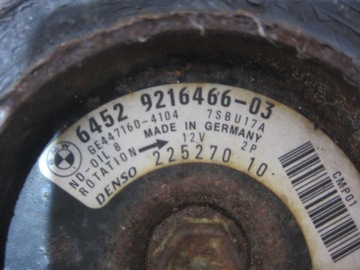 6452 9216466-03
GE447160-4104 7SBU17A
MADE IN GERMANY
ND-OIL 8 12V 2P
ROTATION
DENSO 225270 10
CMP01